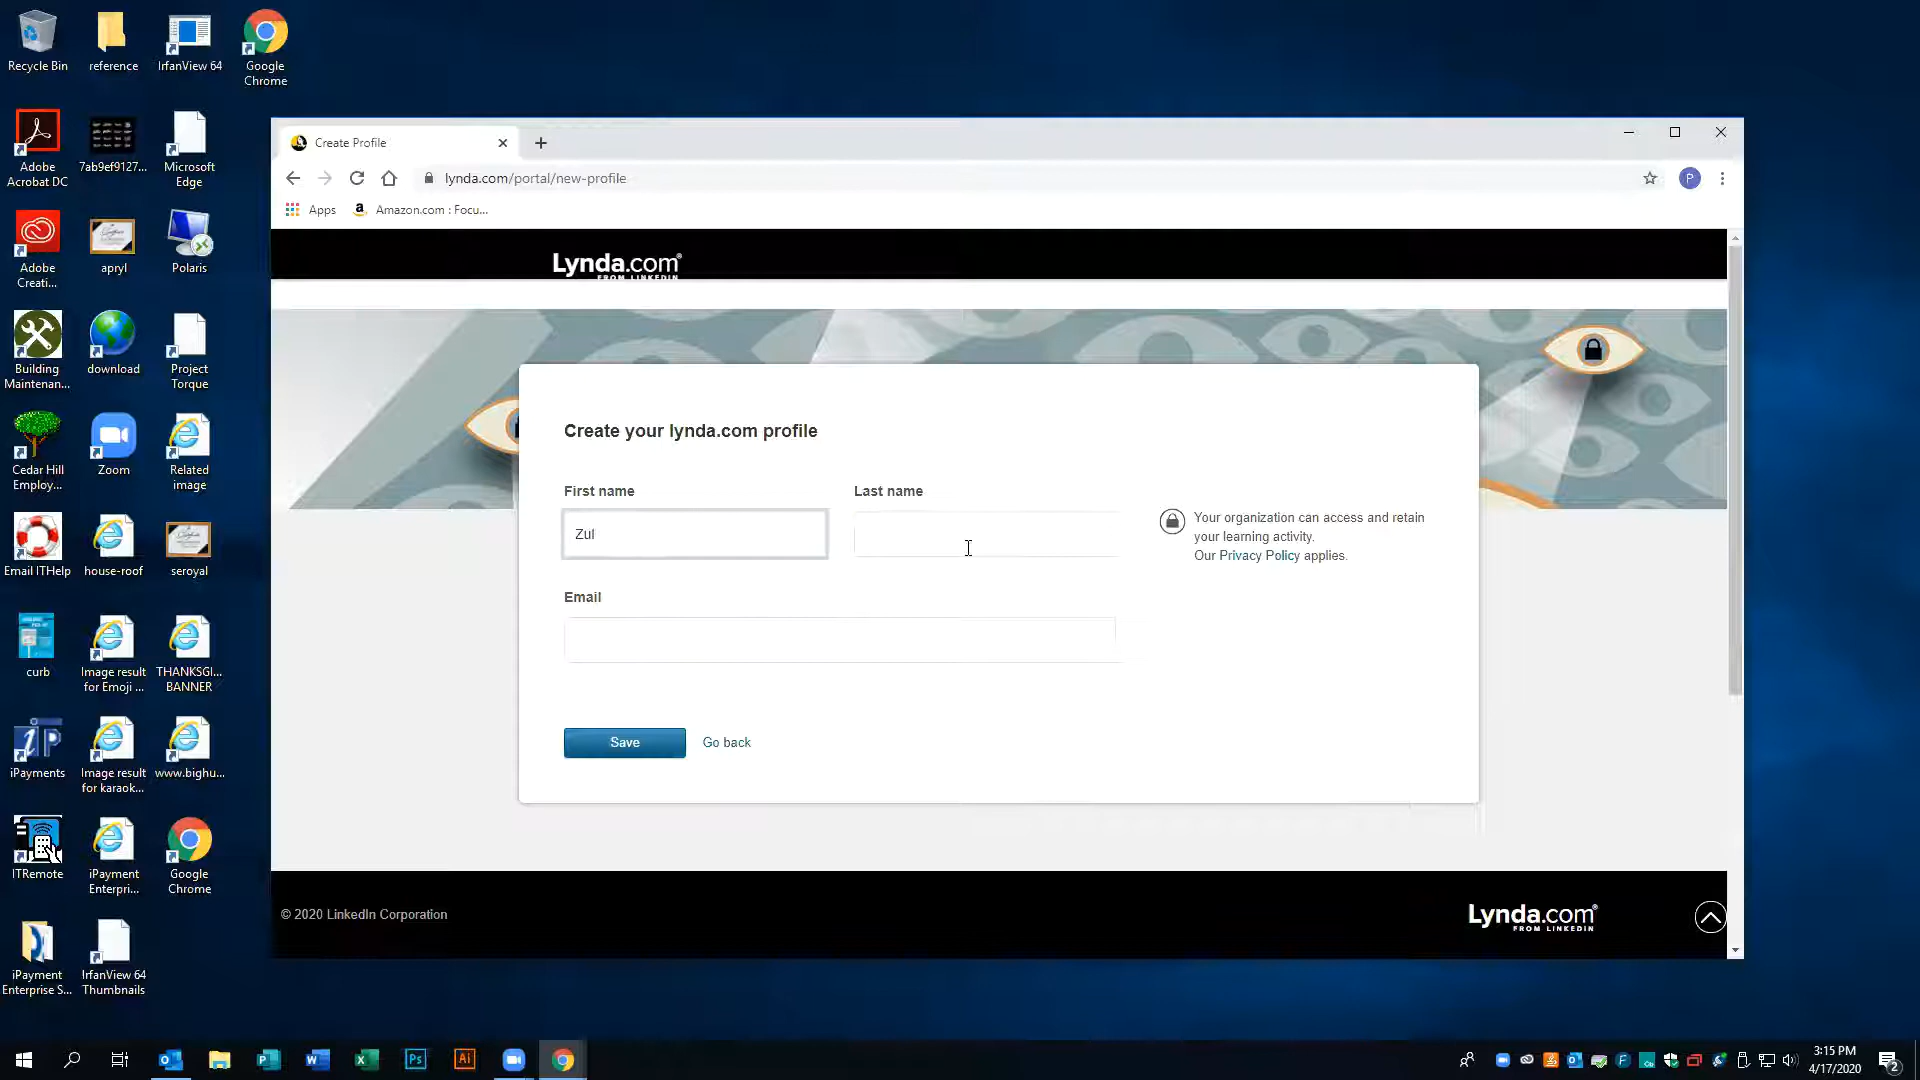 Recycle Bin
reference
IrfanView 64
Google
Chrome
Adobe
Acrobat DC
7ab9ef9127...
Microsoft
Edge
Adobe
Creati...
apryl
Polaris
Building
Maintenan...
download
Project
Torque
Cedar Hill
Employ...
Zoom
Related
image
Email ITHelp
house-roof
seroyal
curb
Image result
for Emoji ...
THANKSGI...
BANNER
iPayments
Image result
for karaok...
www.bighu...
ITRemote
iPayment
Enterpri...
Google
Chrome
iPayment
Enterprise S...
IrfanView 64
Thumbnails
Create Profile
lynda.com/portal/new-profile
P
Apps
Amazon.com : Focu...
Lynda.com®
FROM LINKEDIN
Create your lynda.com profile
First name
Last name
Zul
Your organization can access and retain
your learning activity.
Our Privacy Policy applies.
Email
Save
Go back
© 2020 LinkedIn Corporation
Lynda.com®
FROM LINKEDIN
3:15 PM
4/17/2020
2